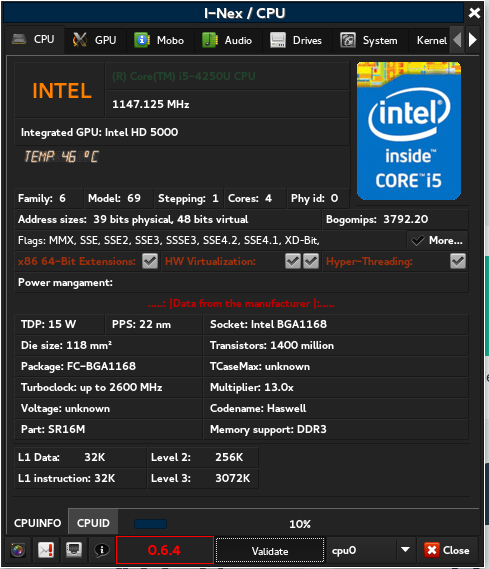 I-Nex / CPU
CPU GPU Mobo Audio Drives System Kernel
INTEL
(R) Core(TM) i5-4250U CPU
1147.125 MHz
Integrated GPU: Intel HD 5000
intel
inside™
CORE™ i5
TEMP: 46 °C
Family: 6 Model: 69 Stepping: 1 Cores: 4 Phy id: 0
Address sizes: 39 bits physical, 48 bits virtual Bogomips: 3792.20
Flags: MMX, SSE, SSE2, SSE3, SSSE3, SSE4.2, SSE4.1, XD-Bit, More...
x86 64-Bit Extensions: HW Virtualization: Hyper-Threading:
Power mangament:
.....: |Data from the manufacturer |:.....
TDP: 15 W PPS: 22 nm Socket: Intel BGA1168
Die size: 118 mm² Transistors: 1400 million
Package: FC-BGA1168 TCaseMax: unknown
Turboclock: up to 2600 MHz Multiplier: 13.0x
Voltage: unknown Codename: Haswell
Part: SR16M Memory support: DDR3
L1 Data: 32K Level 2: 256K
L1 instruction: 32K Level 3: 3072K
CPUINFO CPUID 10%
0.6.4 Validate cpu0 Close